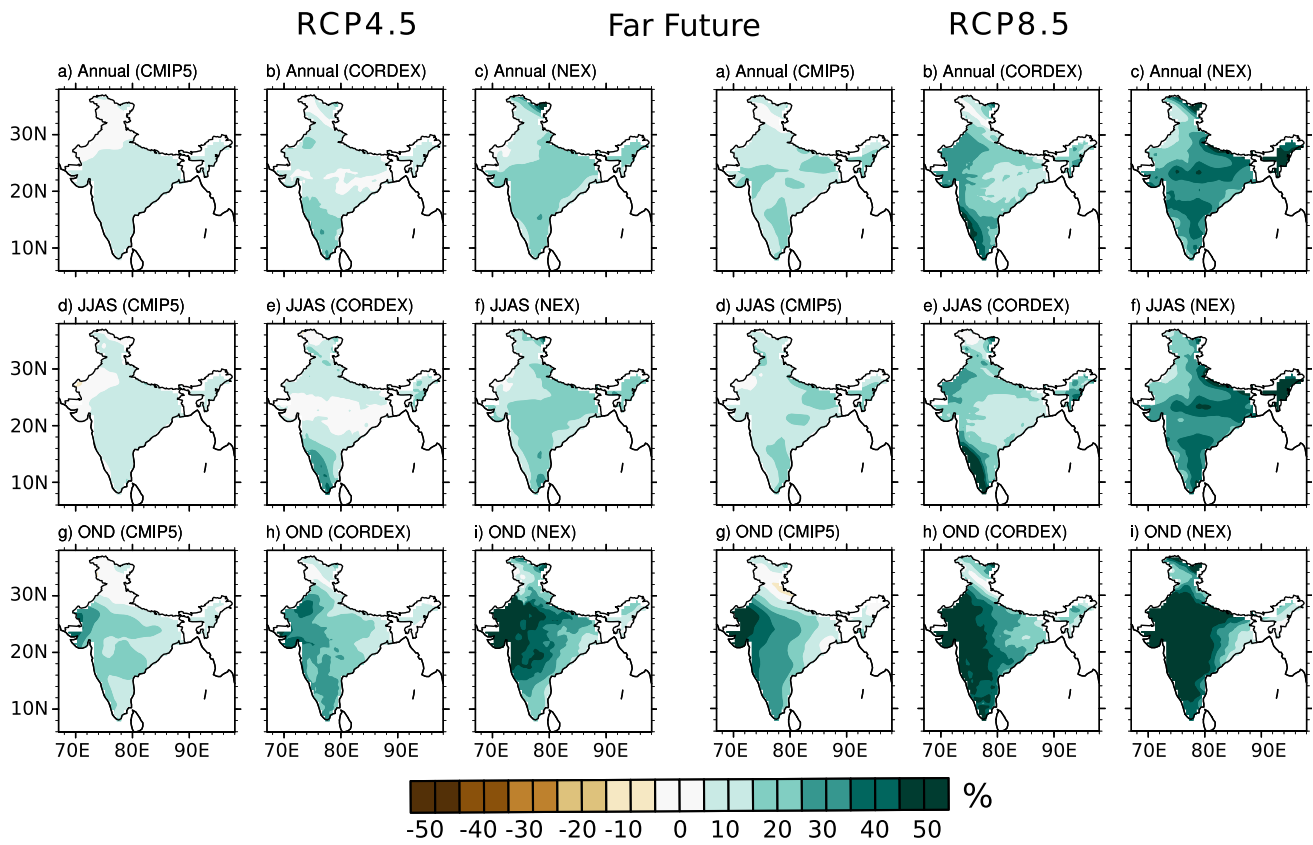 RCP4.5 Far Future RCP8.5
a) Annual (CMIP5) b) Annual (CORDEX) c) Annual (NEX) a) Annual (CMIP5) b) Annual (CORDEX) c) Annual (NEX)
30N
20N
10N
d) JJAS (CMIP5) e) JJAS (CORDEX) f) JJAS (NEX) d) JJAS (CMIP5) e) JJAS (CORDEX) f) JJAS (NEX)
30N
20N
10N
g) OND (CMIP5) h) OND (CORDEX) i) OND (NEX) g) OND (CMIP5) h) OND (CORDEX) i) OND (NEX)
30N
20N
10N
70E 80E 90E 70E 80E 90E 70E 80E 90E 70E 80E 90E 70E 80E 90E 70E 80E 90E
%
-50 -40 -30 -20 -10 0 10 20 30 40 50